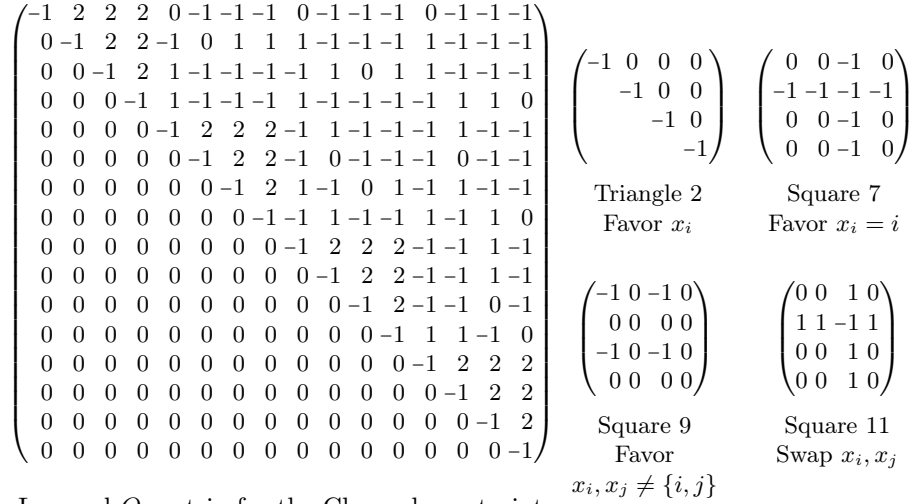 –1 2 2 2 0 –1 –1 –1 0 –1 –1 –1 0 –1 –1 –1
0 –1 2 2 –1 0 1 1 1 –1 –1 –1 1 –1 –1 –1
0 0 –1 2 1 –1 –1 –1 –1 1 0 1 1 –1 –1 –1
0 0 0 –1 1 –1 –1 –1 1 –1 –1 –1 –1 1 1 0
0 0 0 0 –1 2 2 2 –1 1 –1 –1 –1 1 –1 –1
0 0 0 0 0 –1 2 2 –1 0 –1 –1 –1 0 –1 –1
0 0 0 0 0 0 –1 2 1 –1 0 1 –1 1 –1 –1
0 0 0 0 0 0 0 –1 –1 1 –1 –1 1 –1 1 0
0 0 0 0 0 0 0 0 –1 2 2 2 –1 –1 1 –1
0 0 0 0 0 0 0 0 0 –1 2 2 –1 –1 1 –1
0 0 0 0 0 0 0 0 0 0 –1 2 –1 –1 0 –1
0 0 0 0 0 0 0 0 0 0 0 –1 1 1 –1 0
0 0 0 0 0 0 0 0 0 0 0 0 –1 2 2 2
0 0 0 0 0 0 0 0 0 0 0 0 0 –1 2 2
0 0 0 0 0 0 0 0 0 0 0 0 0 0 –1 2
0 0 0 0 0 0 0 0 0 0 0 0 0 0 0 –1
–1 0 0 0
–1 0 0
–1 0
–1
Triangle 2
Favor x_i
0 0 –1 0
–1 –1 –1 –1
0 0 –1 0
0 0 –1 0
Square 7
Favor x_i = i
–1 0 –1 0
0 0 0 0
–1 0 –1 0
0 0 0 0
Square 9
Favor
x_i, x_j ≠ {i, j}
0 0 1 0
1 1 –1 1
0 0 1 0
0 0 1 0
Square 11
Swap x_i, x_j